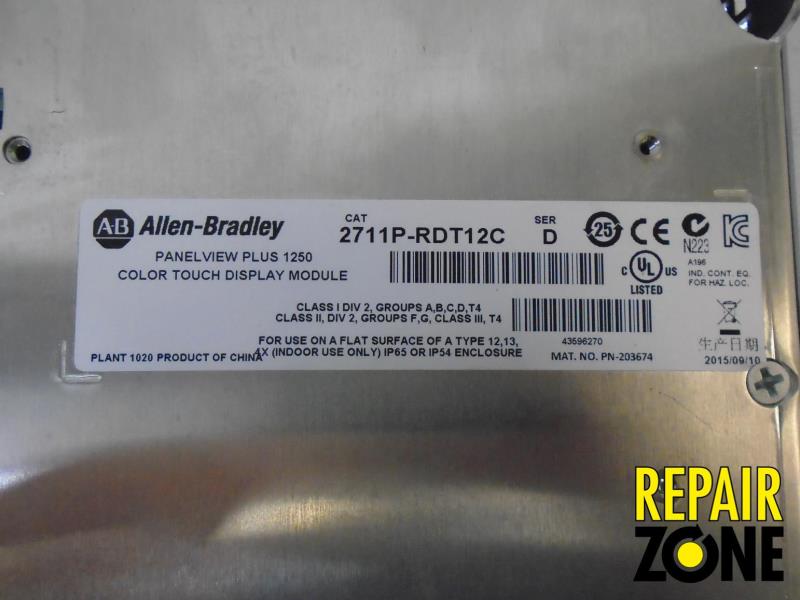 AB Allen-Bradley
CAT
SER
2711P-RDT12C
D
25
CE
N223
PANELVIEW PLUS 1250
COLOR TOUCH DISPLAY MODULE
C UL US
LISTED
A196
IND. CONT. EQ.
FOR HAZ. LOC.
CLASS I DIV 2, GROUPS A,B,C,D,T4
CLASS II, DIV 2, GROUPS F,G, CLASS III, T4
FOR USE ON A FLAT SURFACE OF A TYPE 12,13,
4X (INDOOR USE ONLY) IP65 OR IP54 ENCLOSURE
PLANT 1020 PRODUCT OF CHINA
43596270
MAT. NO. PN-203674
生产日期
2015/09/10
REPAIR
ZONE